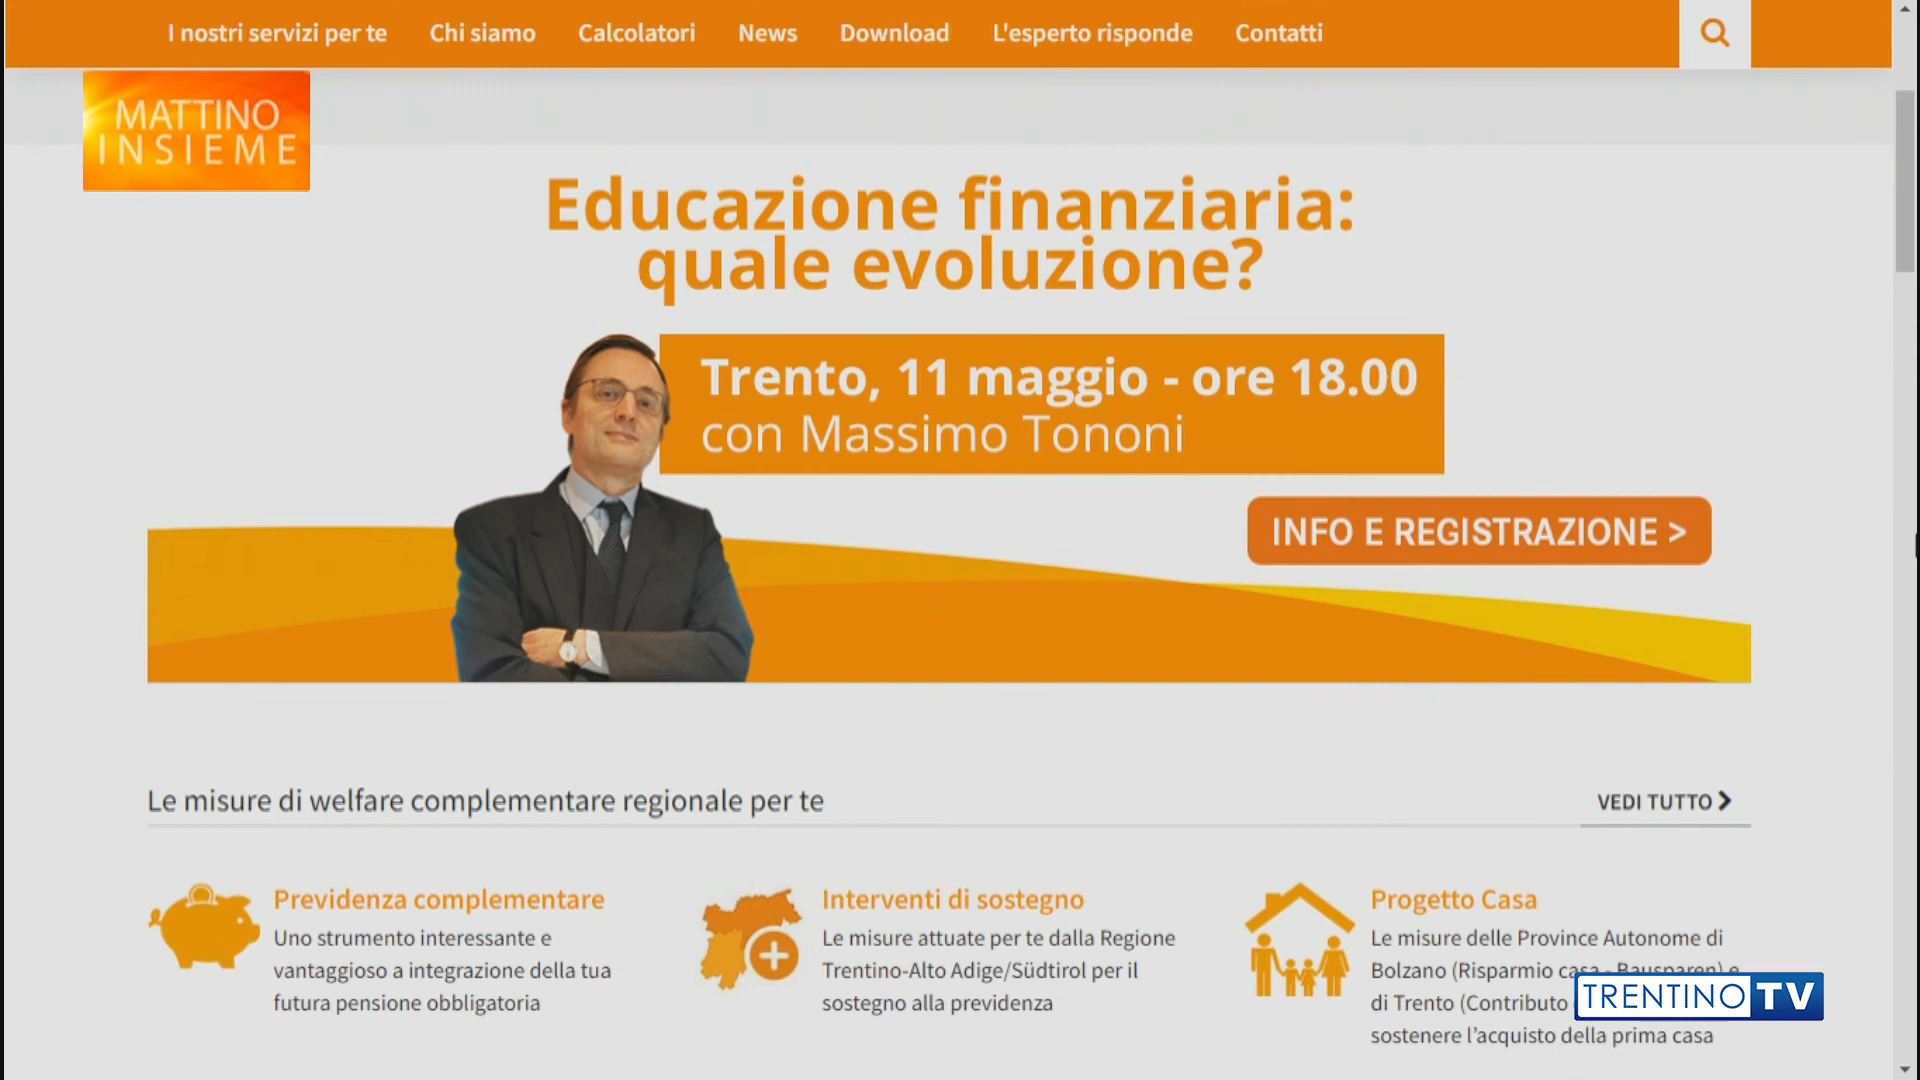 I nostri servizi per te
Chi siamo
Calcolatori
News
Download
L'esperto risponde
Contatti
MATTINO
INSIEME
Educazione finanziaria:
quale evoluzione?
Trento, 11 maggio - ore 18.00
con Massimo Tononi
INFO E REGISTRAZIONE >
Le misure di welfare complementare regionale per te
VEDI TUTTO
Previdenza complementare
Uno strumento interessante e
vantaggioso a integrazione della tua
futura pensione obbligatoria
Interventi di sostegno
Le misure attuate per te dalla Regione
Trentino-Alto Adige/Südtirol per il
sostegno alla previdenza
Progetto Casa
Le misure delle Province Autonome di
Bolzano (Risparmio casa - Bausparen) e
di Trento (Contributo
sostenere l'acquisto della prima casa
TRENTINO TV